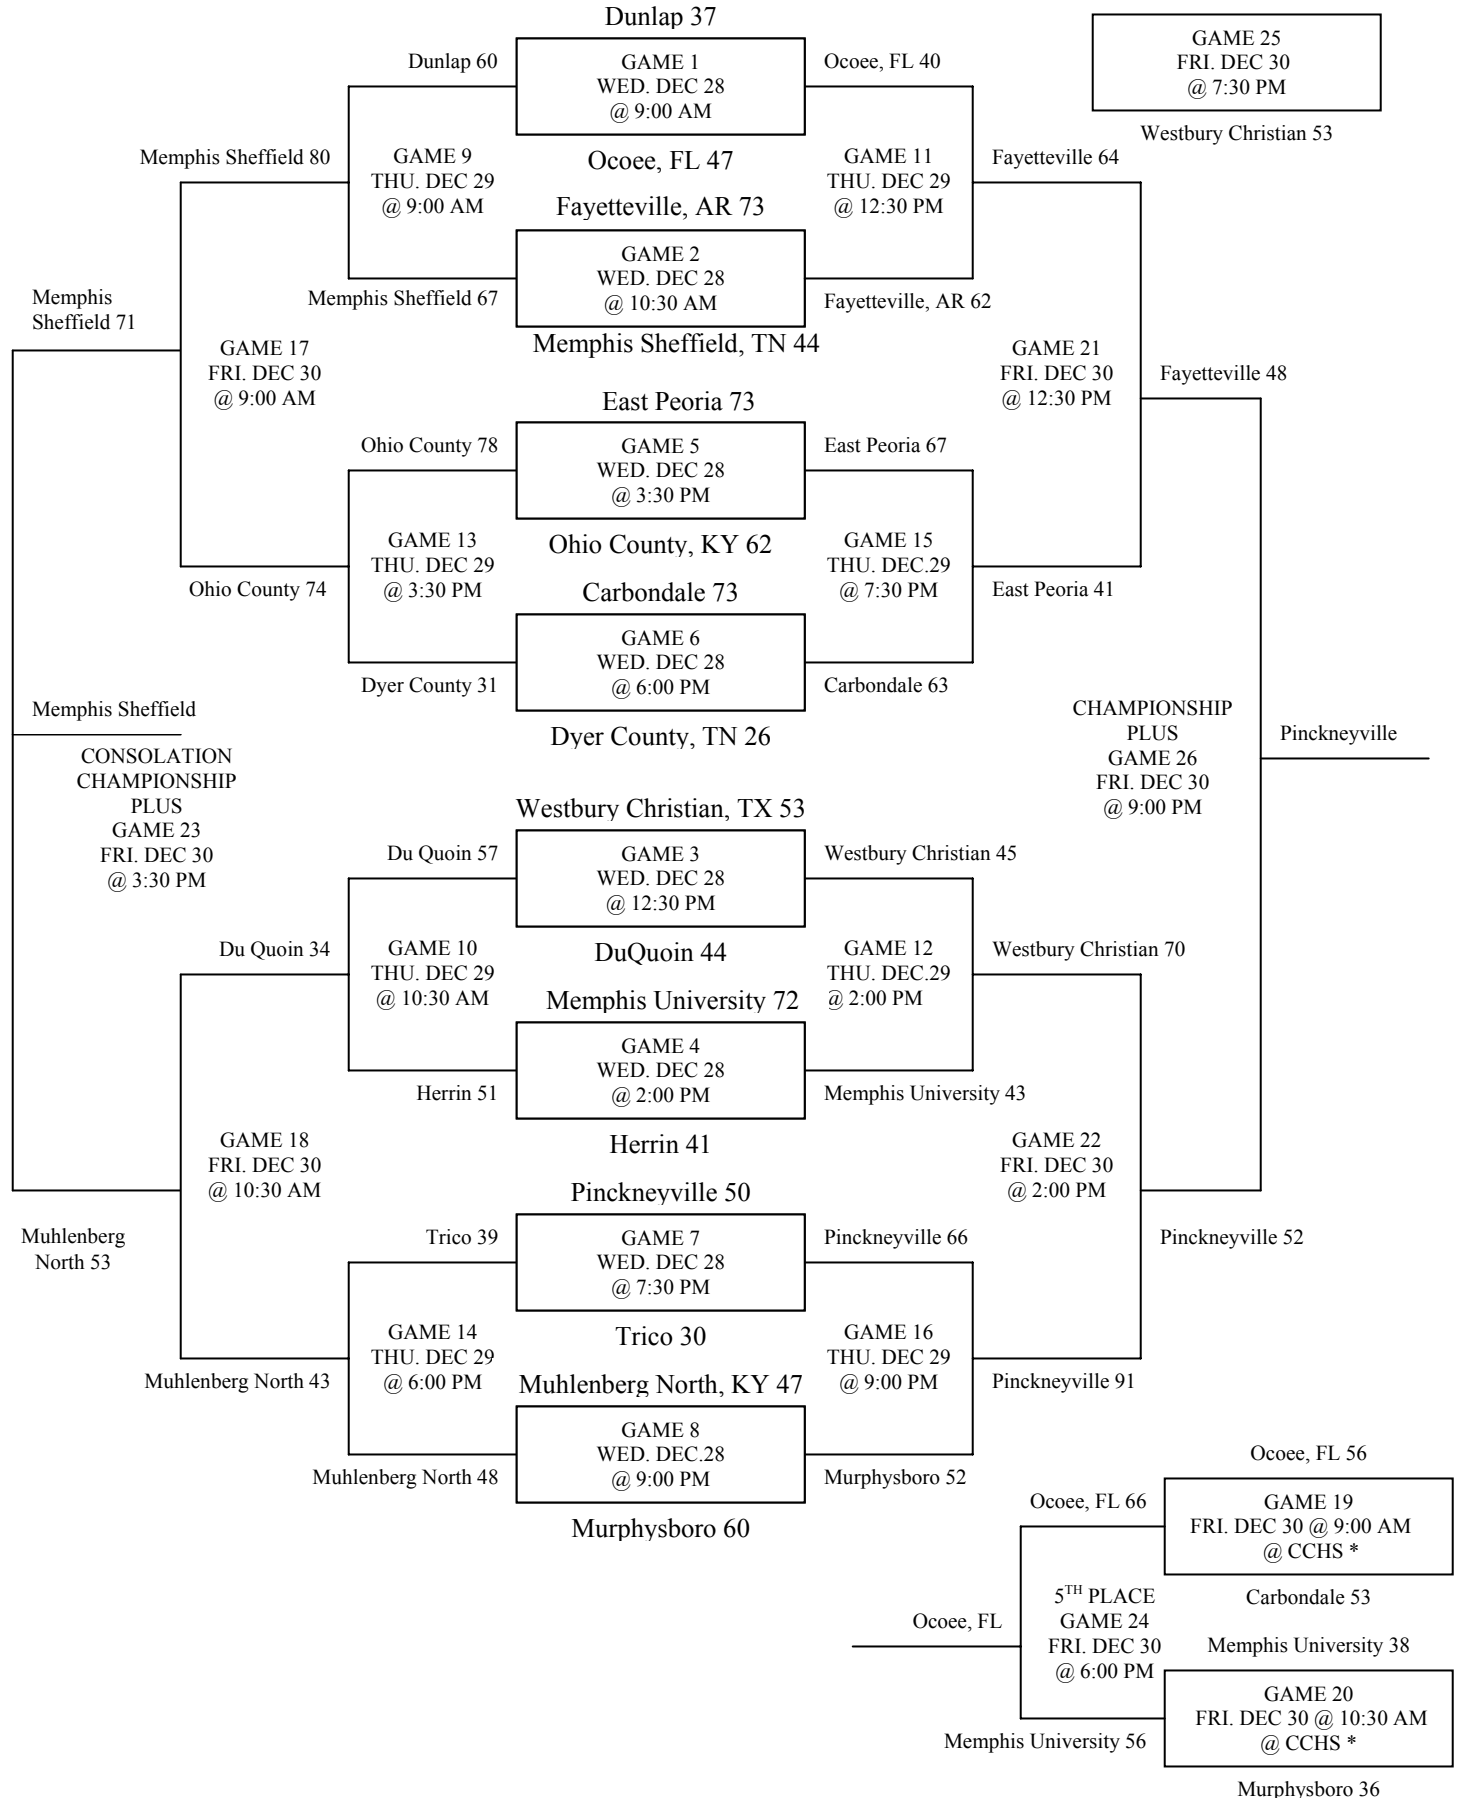 Dunlap 37
GAME 25
FRI. DEC 30
@ 7:30 PM
Westbury Christian 53
Dunlap 60
GAME 1
WED. DEC 28
@ 9:00 AM
Ocoee, FL 40
Memphis Sheffield 80
GAME 9
THU. DEC 29
@ 9:00 AM
Ocoee, FL 47
GAME 11
THU. DEC 29
@ 12:30 PM
Fayetteville 64
Fayetteville, AR 73
GAME 2
WED. DEC 28
@ 10:30 AM
Memphis Sheffield 67
Fayetteville, AR 62
Memphis
Sheffield 71
Memphis Sheffield, TN 44
GAME 17
FRI. DEC 30
@ 9:00 AM
GAME 21
FRI. DEC 30
@ 12:30 PM
Fayetteville 48
East Peoria 73
Ohio County 78
GAME 5
WED. DEC 28
@ 3:30 PM
East Peoria 67
GAME 13
THU. DEC 29
@ 3:30 PM
Ohio County, KY 62
GAME 15
THU. DEC.29
@ 7:30 PM
Ohio County 74
Carbondale 73
East Peoria 41
GAME 6
WED. DEC 28
@ 6:00 PM
Dyer County 31
Carbondale 63
Dyer County, TN 26
Memphis Sheffield
CONSOLATION
CHAMPIONSHIP
PLUS
GAME 23
FRI. DEC 30
@ 3:30 PM
CHAMPIONSHIP
PLUS
GAME 26
FRI. DEC 30
@ 9:00 PM
Pinckneyville
Westbury Christian, TX 53
Du Quoin 57
GAME 3
WED. DEC 28
@ 12:30 PM
Westbury Christian 45
Du Quoin 34
GAME 10
THU. DEC 29
@ 10:30 AM
DuQuoin 44
GAME 12
THU. DEC.29
@ 2:00 PM
Westbury Christian 70
Memphis University 72
GAME 4
WED. DEC 28
@ 2:00 PM
Herrin 51
Memphis University 43
Herrin 41
GAME 18
FRI. DEC 30
@ 10:30 AM
GAME 22
FRI. DEC 30
@ 2:00 PM
Pinckneyville 50
Muhlenberg
North 53
Trico 39
GAME 7
WED. DEC 28
@ 7:30 PM
Pinckneyville 66
Pinckneyville 52
Trico 30
GAME 14
THU. DEC 29
@ 6:00 PM
GAME 16
THU. DEC 29
@ 9:00 PM
Muhlenberg North 43
Muhlenberg North, KY 47
Pinckneyville 91
GAME 8
WED. DEC.28
@ 9:00 PM
Muhlenberg North 48
Murphysboro 52
Murphysboro 60
Ocoee, FL 56
Ocoee, FL 66
GAME 19
FRI. DEC 30 @ 9:00 AM
@ CCHS *
Carbondale 53
5TH PLACE
GAME 24
FRI. DEC 30
@ 6:00 PM
Ocoee, FL
Memphis University 38
GAME 20
FRI. DEC 30 @ 10:30 AM
@ CCHS *
Memphis University 56
Murphysboro 36